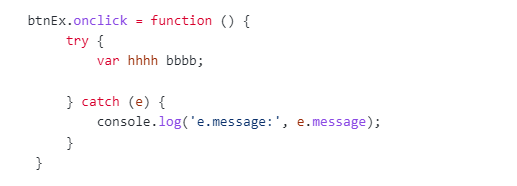 btnEx.onclick = function () {
try {
var hhhh bbbb;
} catch (e) {
console.log('e.message:', e.message);
}
}